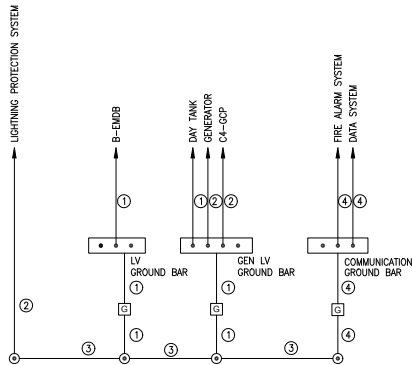 LIGHTNING PROTECTION SYSTEM
B-EMDB
DAY TANK
GENERATOR
C4-GCP
FIRE ALARM SYSTEM
DATA SYSTEM
1
1
2
2
4
4
LV
GROUND BAR
GEN LV
GROUND BAR
COMMUNICATION
GROUND BAR
1
1
4
2
G
G
G
1
1
4
3
3
3